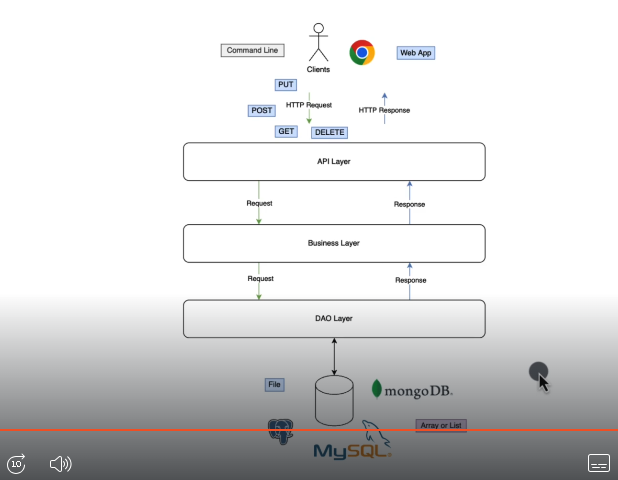 Command Line
Web App
Clients
PUT
HTTP Request
HTTP Response
POST
GET
DELETE
API Layer
Request
Response
Business Layer
Request
Response
DAO Layer
File
mongoDB.
Array or List
MySQL
10